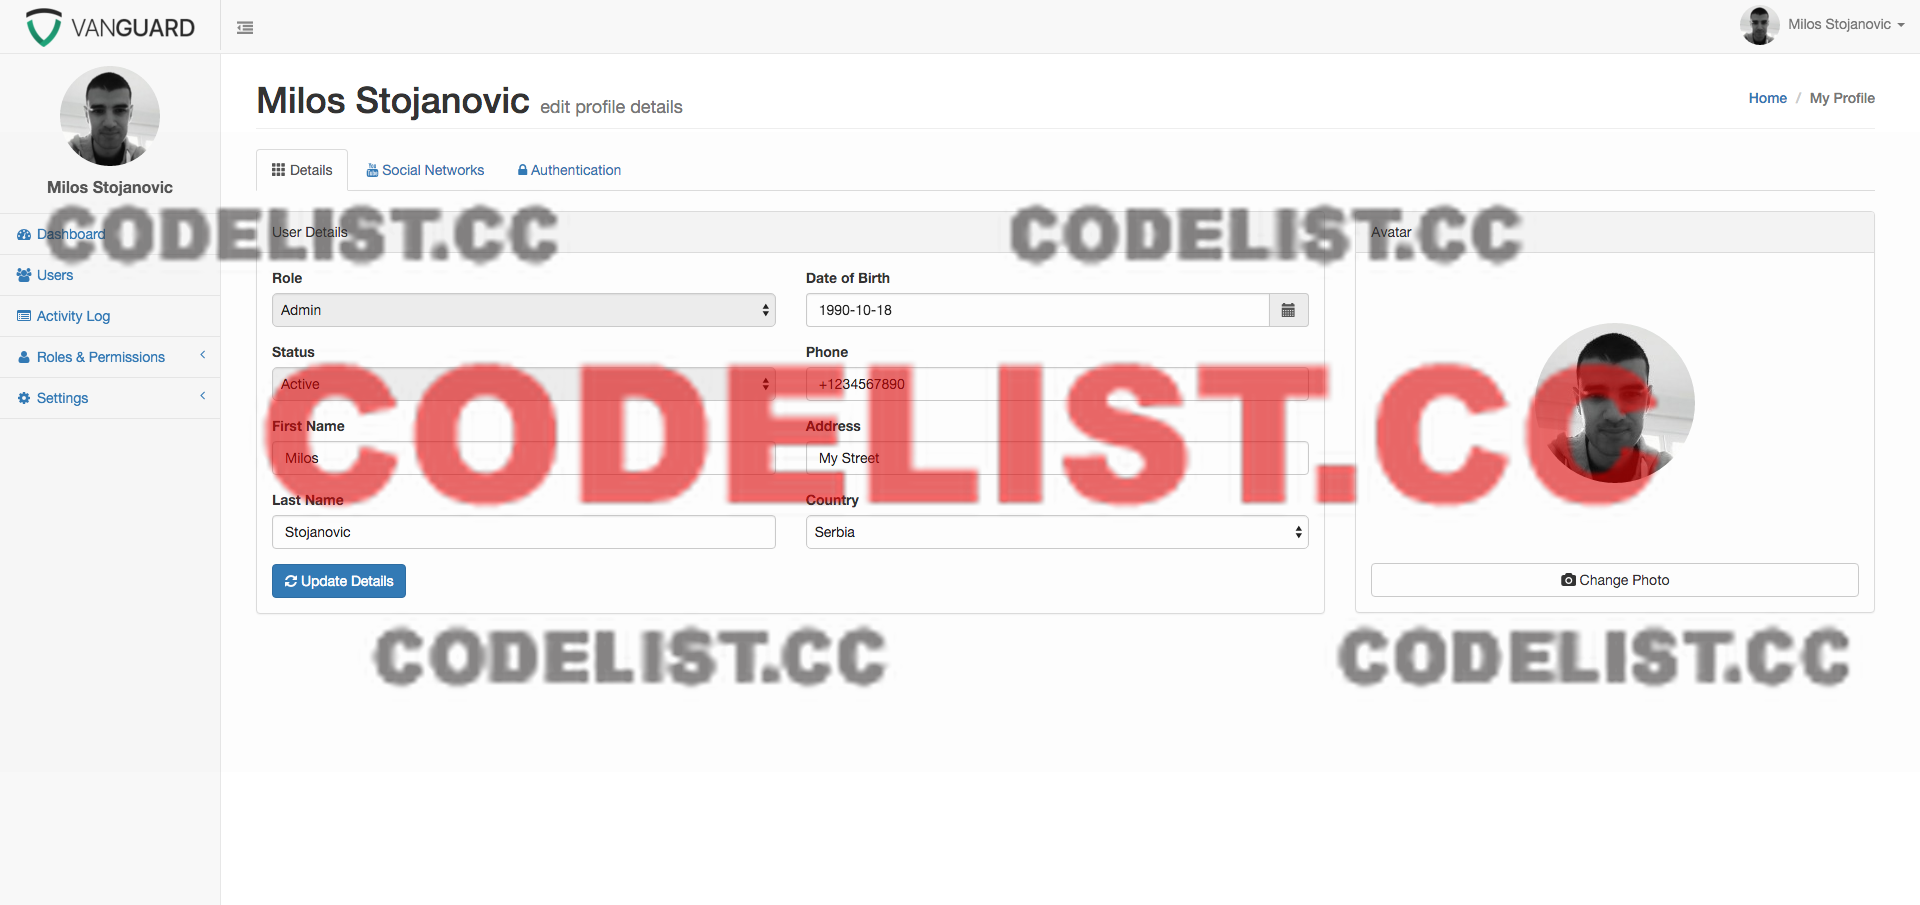 VANGUARD
Milos Stojanovic
Milos Stojanovic
Dashboard
Users
Activity Log
Roles & Permissions
Settings
Milos Stojanovic edit profile details
Home / My Profile
Details
Social Networks
Authentication
User Details
Role
Admin
Date of Birth
1990-10-18
Status
Active
Phone
+1234567890
First Name
Milos
Address
My Street
Last Name
Stojanovic
Country
Serbia
Update Details
Avatar
Change Photo
CODELIST.CC
CODELIST.CC
CODELIST.CC
CODELIST.CC
CODELIST.CC